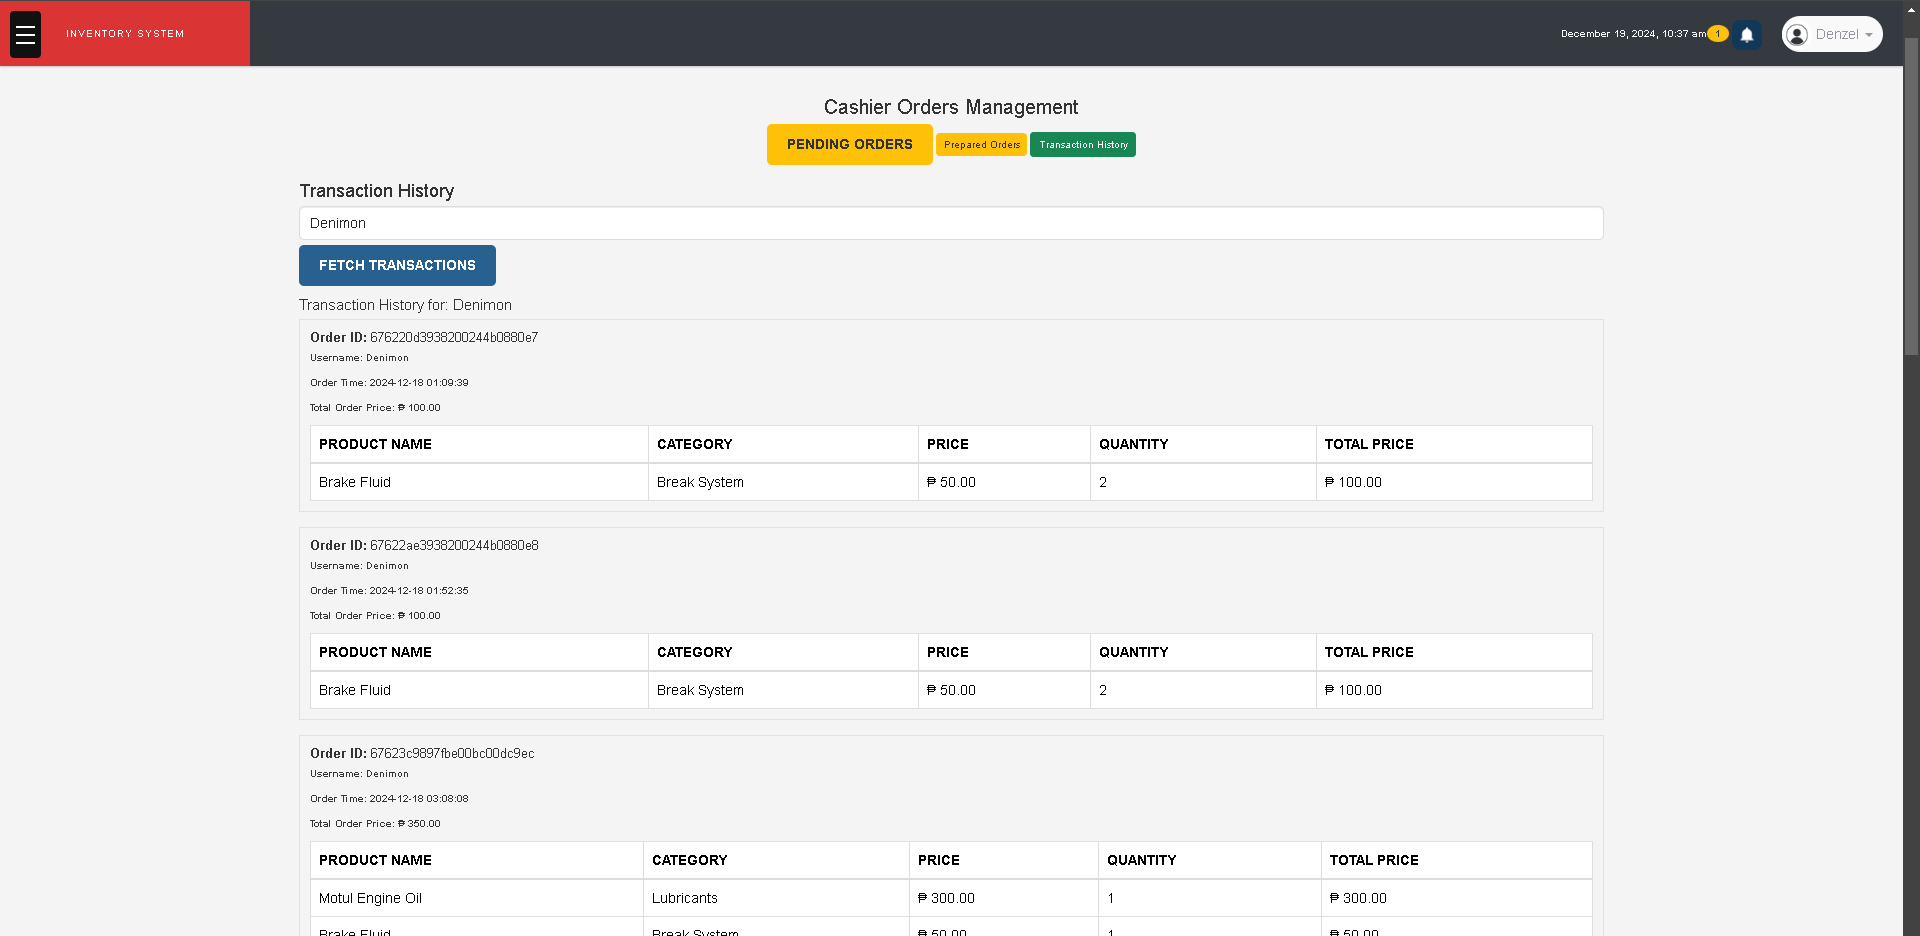 INVENTORY SYSTEM
December 19, 2024, 10:37 am 1
Denzel
Cashier Orders Management
PENDING ORDERS Prepared Orders Transaction History
Transaction History
Denimon
FETCH TRANSACTIONS
Transaction History for: Denimon
Order ID: 676220d3938200244b0880e7
Username: Denimon
Order Time: 2024-12-18 01:09:39
Total Order Price: ₱ 100.00
PRODUCT NAME CATEGORY PRICE QUANTITY TOTAL PRICE
Brake Fluid Break System ₱ 50.00 2 ₱ 100.00
Order ID: 67622ae3938200244b0880e8
Username: Denimon
Order Time: 2024-12-18 01:52:35
Total Order Price: ₱ 100.00
PRODUCT NAME CATEGORY PRICE QUANTITY TOTAL PRICE
Brake Fluid Break System ₱ 50.00 2 ₱ 100.00
Order ID: 67623c9897fbe00bc00dc9ec
Username: Denimon
Order Time: 2024-12-18 03:08:08
Total Order Price: ₱ 350.00
PRODUCT NAME CATEGORY PRICE QUANTITY TOTAL PRICE
Motul Engine Oil Lubricants ₱ 300.00 1 ₱ 300.00
Brake Fluid Break System ₱ 50.00 1 ₱ 50.00